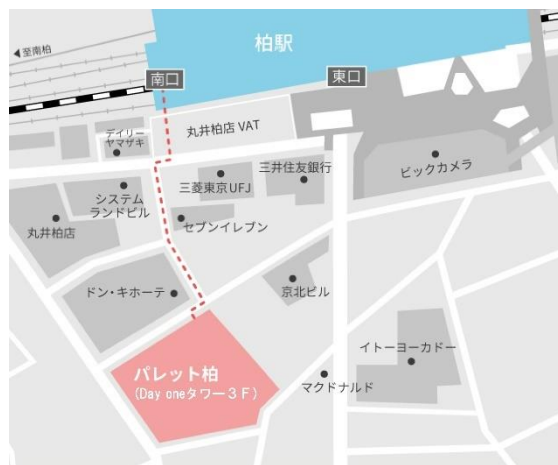 柏駅
◀至南柏
南口
東口
デイリー
ヤマザキ
丸井柏店 VAT
三井住友銀行
ビックカメラ
三菱東京UFJ
システム
ランドビル
丸井柏店
セブンイレブン
ドン・キホーテ
京北ビル
イトーヨーカドー
パレット柏
(Day oneタワー３Ｆ)
マクドナルド